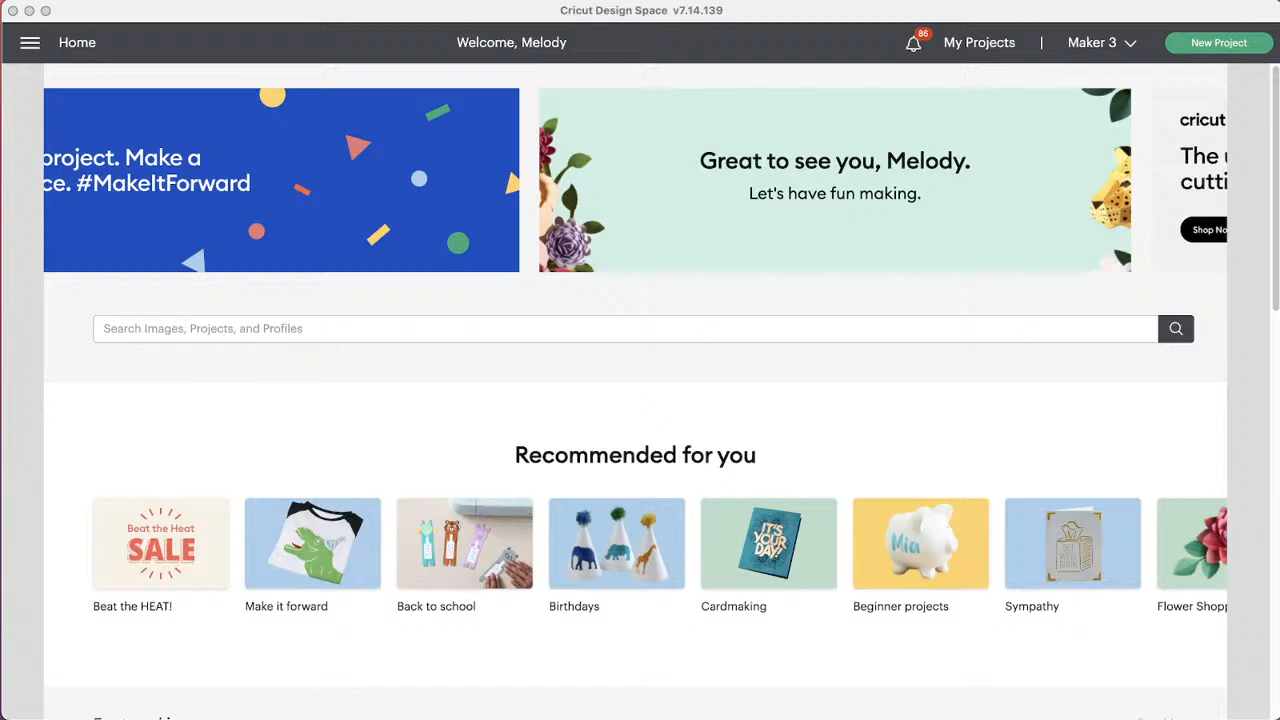 Cricut Design Space v7.14.139
Home
Welcome, Melody
86
My Projects
|
Maker 3
New Project
project. Make a
ce. #MakeItForward
Great to see you, Melody.
Let's have fun making.
cricut
The
cutti
Shop No
Search Images, Projects, and Profiles
Recommended for you
Beat the Heat
SALE
IT'S
YOUR
DAY!
Mia
GET
WELL
SOON
Beat the HEAT!
Make it forward
Back to school
Birthdays
Cardmaking
Beginner projects
Sympathy
Flower Shopp